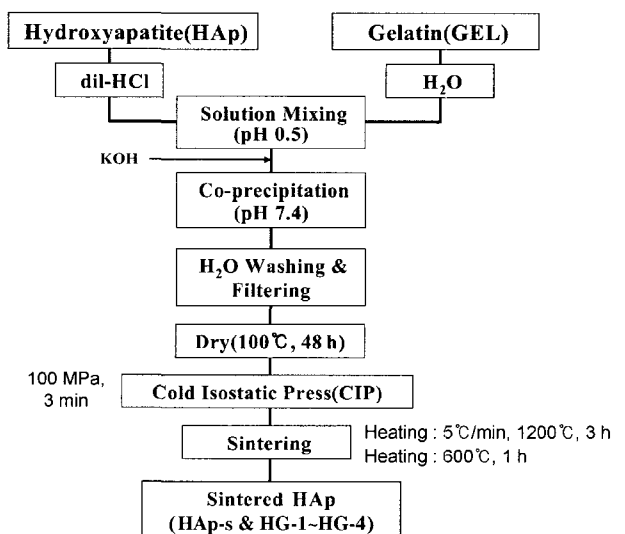 Hydroxyapatite(HAp)
Gelatin(GEL)
dil-HCl
H₂O
Solution Mixing
(pH 0.5)
KOH
Co-precipitation
(pH 7.4)
H₂O Washing &
Filtering
Dry(100℃, 48 h)
100 MPa,
3 min
Cold Isostatic Press(CIP)
Sintering
Heating : 5℃/min, 1200℃, 3 h
Heating : 600℃, 1 h
Sintered HAp
(HAp-s & HG-1~HG-4)